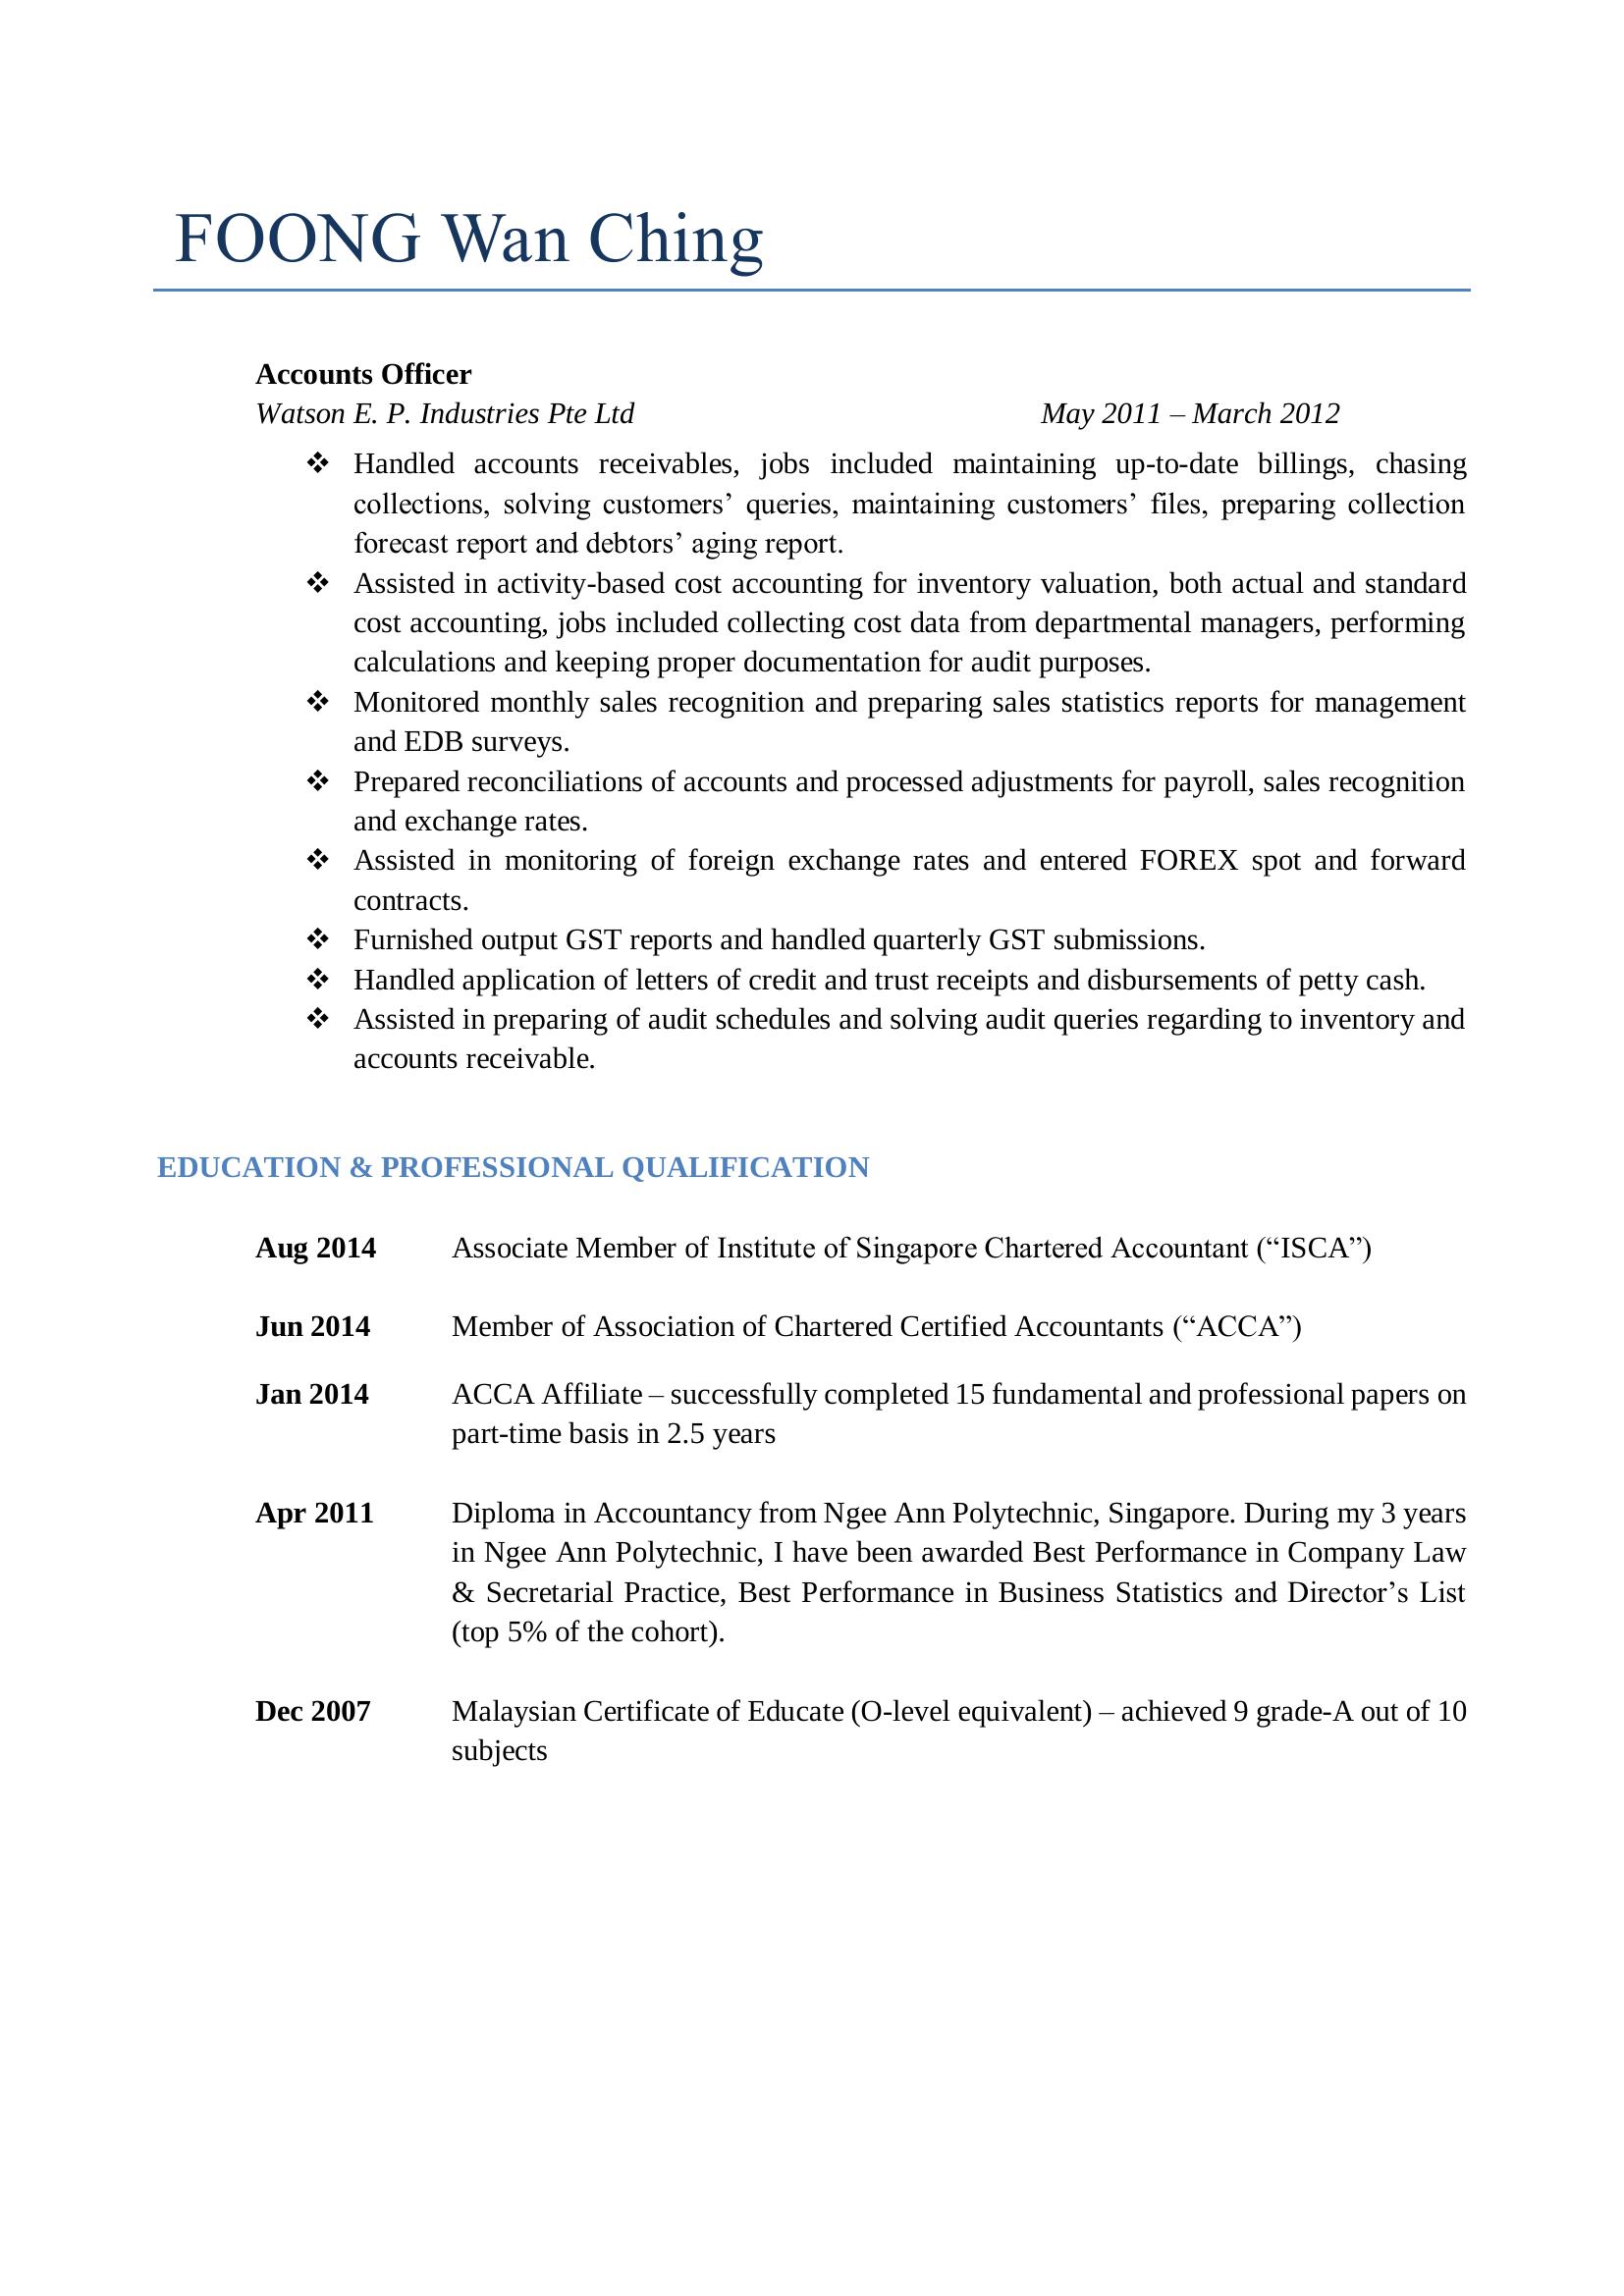 FOONG Wan Ching
Accounts Officer
Watson E. P. Industries Pte Ltd May 2011 – March 2012
❖ Handled accounts receivables, jobs included maintaining up-to-date billings, chasing
collections, solving customers’ queries, maintaining customers’ files, preparing collection
forecast report and debtors’ aging report.
❖ Assisted in activity-based cost accounting for inventory valuation, both actual and standard
cost accounting, jobs included collecting cost data from departmental managers, performing
calculations and keeping proper documentation for audit purposes.
❖ Monitored monthly sales recognition and preparing sales statistics reports for management
and EDB surveys.
❖ Prepared reconciliations of accounts and processed adjustments for payroll, sales recognition
and exchange rates.
❖ Assisted in monitoring of foreign exchange rates and entered FOREX spot and forward
contracts.
❖ Furnished output GST reports and handled quarterly GST submissions.
❖ Handled application of letters of credit and trust receipts and disbursements of petty cash.
❖ Assisted in preparing of audit schedules and solving audit queries regarding to inventory and
accounts receivable.
EDUCATION & PROFESSIONAL QUALIFICATION
Aug 2014 Associate Member of Institute of Singapore Chartered Accountant (“ISCA”)
Jun 2014 Member of Association of Chartered Certified Accountants (“ACCA”)
Jan 2014 ACCA Affiliate – successfully completed 15 fundamental and professional papers on
part-time basis in 2.5 years
Apr 2011 Diploma in Accountancy from Ngee Ann Polytechnic, Singapore. During my 3 years
in Ngee Ann Polytechnic, I have been awarded Best Performance in Company Law
& Secretarial Practice, Best Performance in Business Statistics and Director’s List
(top 5% of the cohort).
Dec 2007 Malaysian Certificate of Educate (O-level equivalent) – achieved 9 grade-A out of 10
subjects